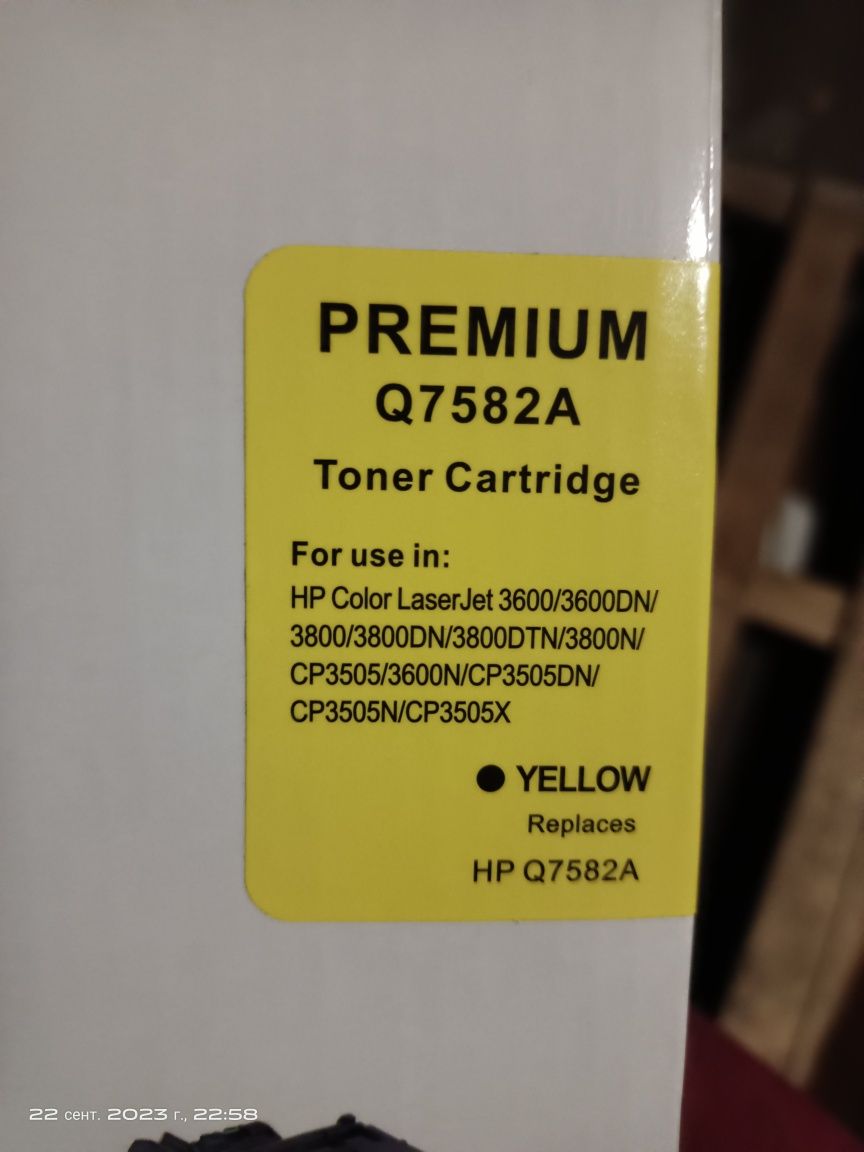 PREMIUM
Q7582A
Toner Cartridge
For use in:
HP Color LaserJet 3600/3600DN/
3800/3800DN/3800DTN/3800N/
CP3505/3600N/CP3505DN/
CP3505N/CP3505X
● YELLOW
Replaces
HP Q7582A
22 сент. 2023 г., 22:58